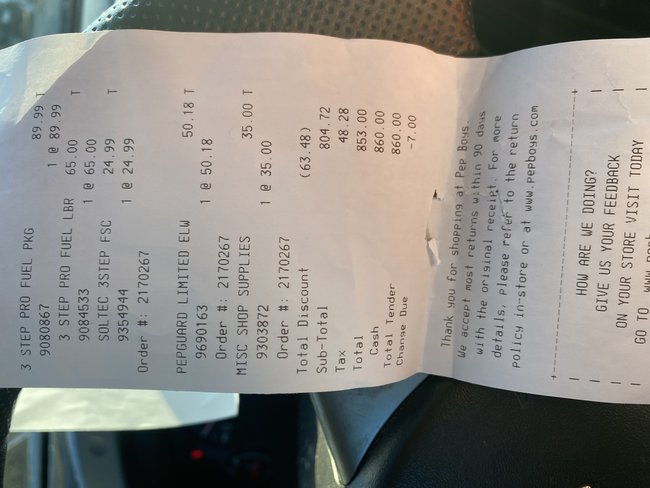 3 STEP PRO FUEL PKG 89.99 T
9080867 1 @ 89.99
3 STEP PRO FUEL LBR 65.00 T
9084533 1 @ 65.00
SOLTEC 3STEP FSC 24.99 T
9354944 1 @ 24.99
Order #: 2170267
PEPGUARD LIMITED ELW 50.18 T
9690163 1 @ 50.18
Order #: 2170267
MISC SHOP SUPPLIES 35.00 T
9303872 1 @ 35.00
Order #: 2170267
Total Discount (63.48)
Sub-Total 804.72
Tax 48.28
Total 853.00
Cash 860.00
Total Tender 860.00
Change Due -7.00
Thank you for shopping at Pep Boys.
We accept most returns within 90 days
with the original receipt. For more
details, please refer to the return
policy in-store or at www.pepboys.com
HOW ARE WE DOING?
GIVE US YOUR FEEDBACK
ON YOUR STORE VISIT TODAY
GO TO